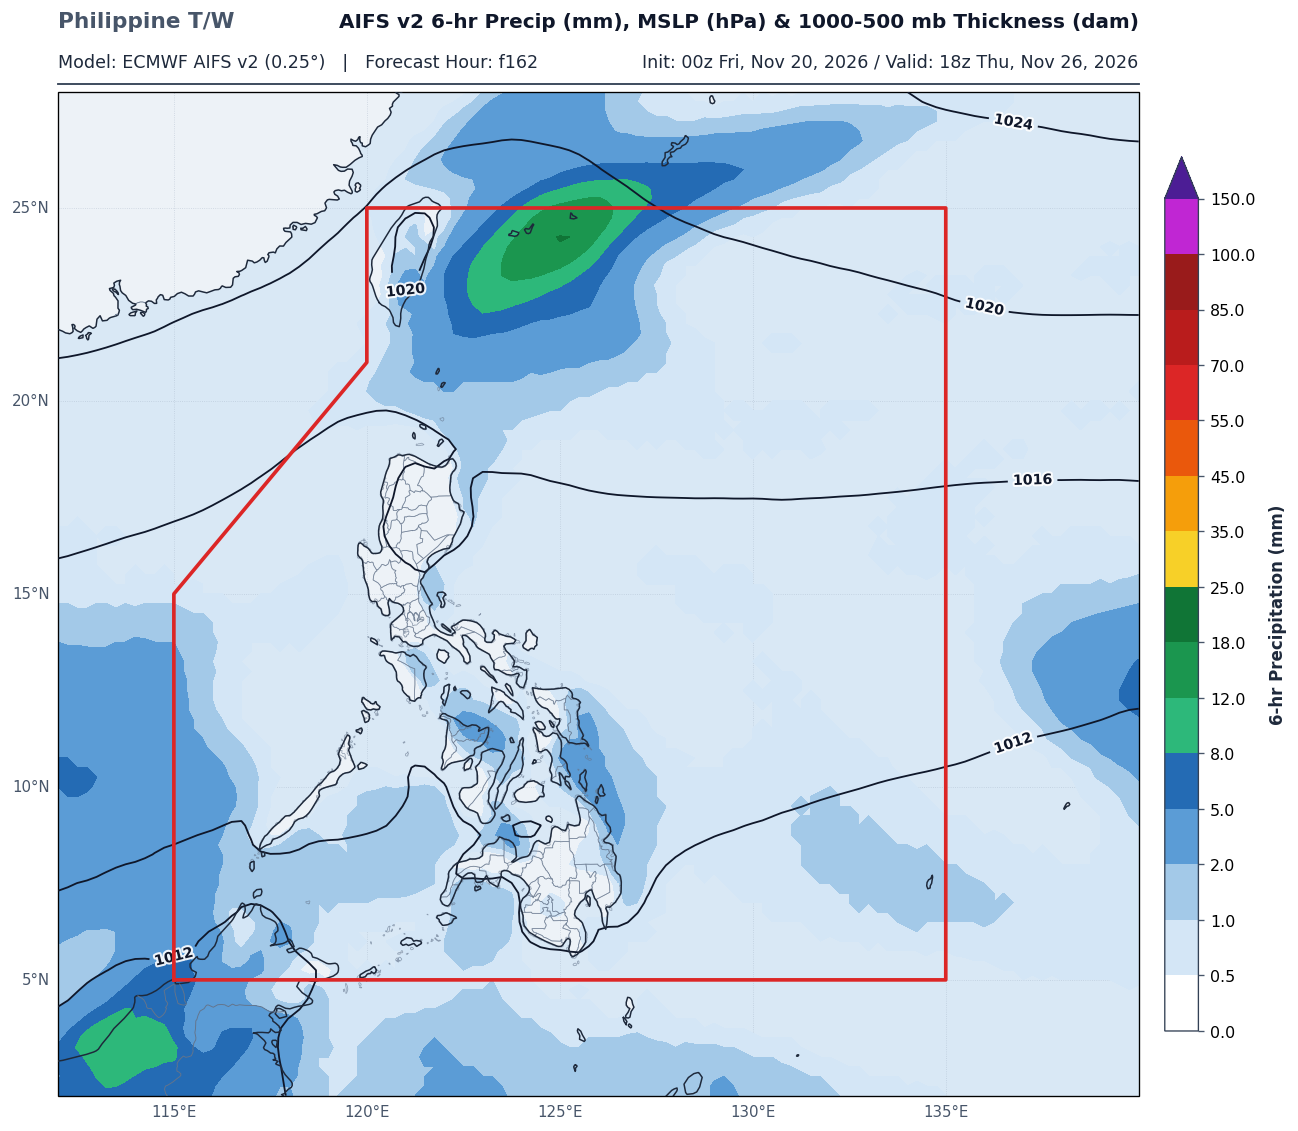 Philippine T/W
AIFS v2 6-hr Precip (mm), MSLP (hPa) & 1000-500 mb Thickness (dam)
Model: ECMWF AIFS v2 (0.25°) | Forecast Hour: f162
Init: 00z Fri, Nov 20, 2026 / Valid: 18z Thu, Nov 26, 2026
1024
25°N
1020
1020
20°N
1016
15°N
1012
10°N
1012
5°N
115°E
120°E
125°E
130°E
135°E
150.0
100.0
85.0
70.0
55.0
45.0
35.0
25.0
18.0
12.0
8.0
5.0
2.0
1.0
0.5
0.0
6-hr Precipitation (mm)